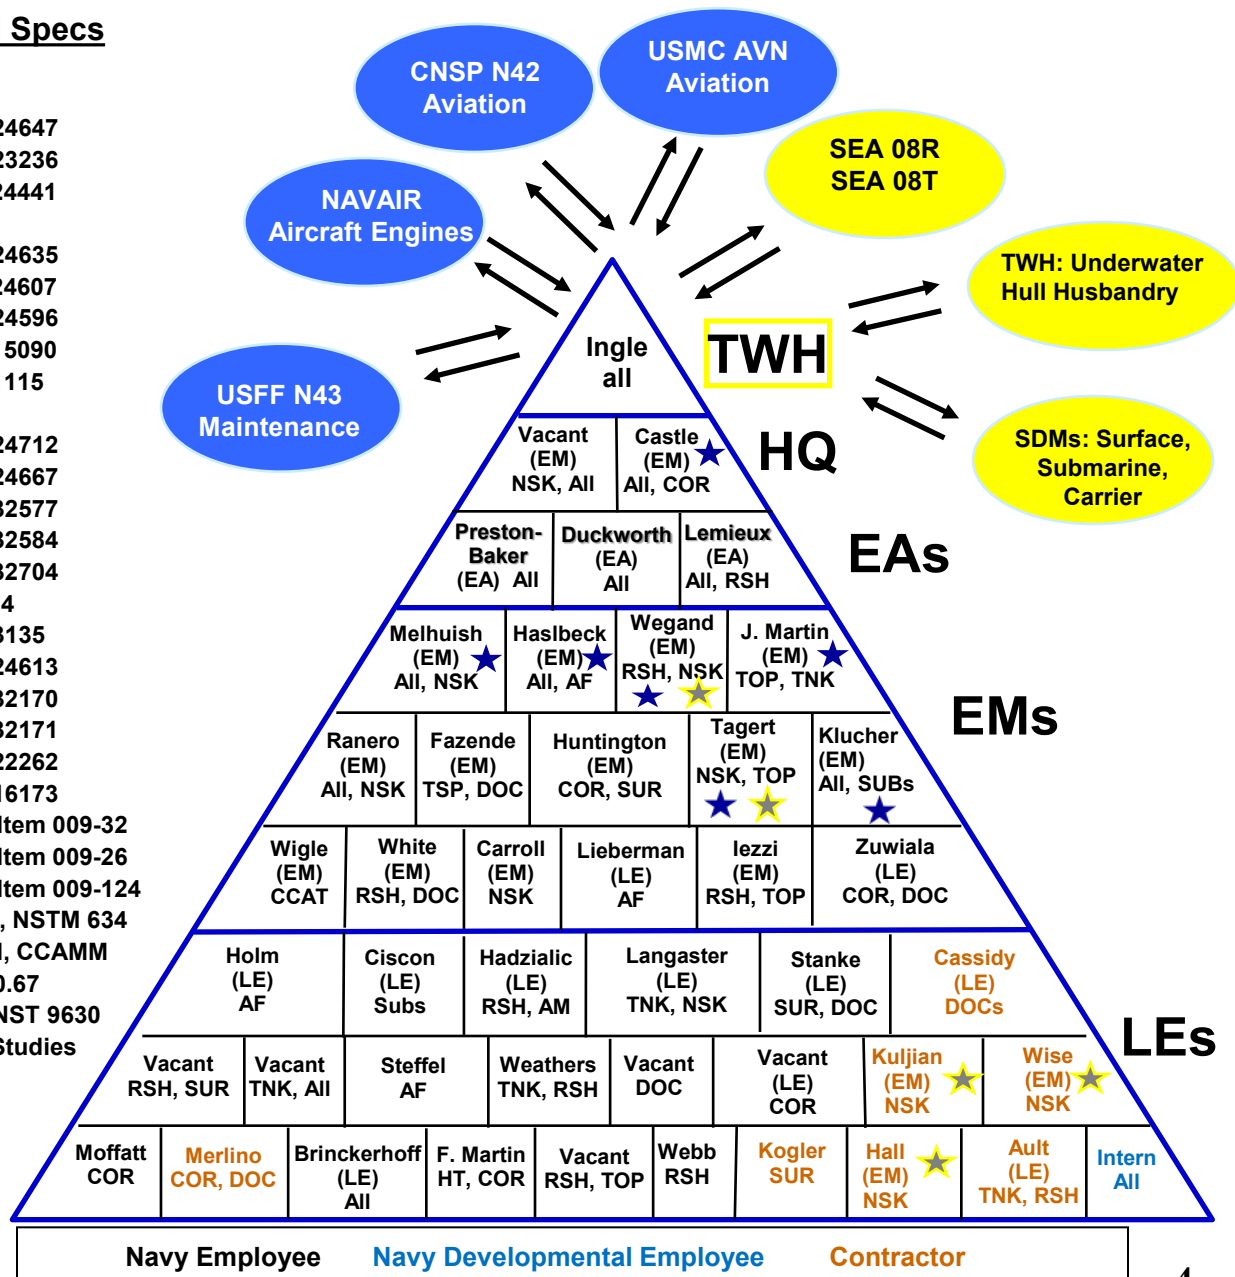 Specs
24647
23236
24441
24635
24607
24596
5090
115
24712
24667
32577
32584
32704
4
3135
24613
32170
32171
22262
16173
Item 009-32
Item 009-26
Item 009-124
, NSTM 634
, CCAMM
0.67
NST 9630
Studies
CNSP N42
Aviation
USMC AVN
Aviation
SEA 08R
SEA 08T
NAVAIR
Aircraft Engines
TWH: Underwater
Hull Husbandry
USFF N43
Maintenance
SDMs: Surface,
Submarine,
Carrier
Ingle
all
TWH
Vacant
(EM)
NSK, All
Castle
(EM)
All, COR
HQ
Preston-
Baker
(EA) All
Duckworth
(EA)
All
Lemieux
(EA)
All, RSH
EAs
Melhuish
(EM)
All, NSK
Haslbeck
(EM)
All, AF
Wegand
(EM)
RSH, NSK
J. Martin
(EM)
TOP, TNK
EMs
Ranero
(EM)
All, NSK
Fazende
(EM)
TSP, DOC
Huntington
(EM)
COR, SUR
Tagert
(EM)
NSK, TOP
Klucher
(EM)
All, SUBs
Wigle
(EM)
CCAT
White
(EM)
RSH, DOC
Carroll
(EM)
NSK
Lieberman
(LE)
AF
Iezzi
(EM)
RSH, TOP
Zuwiala
(LE)
COR, DOC
Holm
(LE)
AF
Ciscon
(LE)
Subs
Hadzialic
(LE)
RSH, AM
Langaster
(LE)
TNK, NSK
Stanke
(LE)
SUR, DOC
Cassidy
(LE)
DOCs
LEs
Vacant
RSH, SUR
Vacant
TNK, All
Steffel
AF
Weathers
TNK, RSH
Vacant
DOC
Vacant
(LE)
COR
Kuljian
(EM)
NSK
Wise
(EM)
NSK
Moffatt
COR
Merlino
COR, DOC
Brinckerhoff
(LE)
All
F. Martin
HT, COR
Vacant
RSH, TOP
Webb
RSH
Kogler
SUR
Hall
(EM)
NSK
Ault
(LE)
TNK, RSH
Intern
All
Navy Employee Navy Developmental Employee Contractor